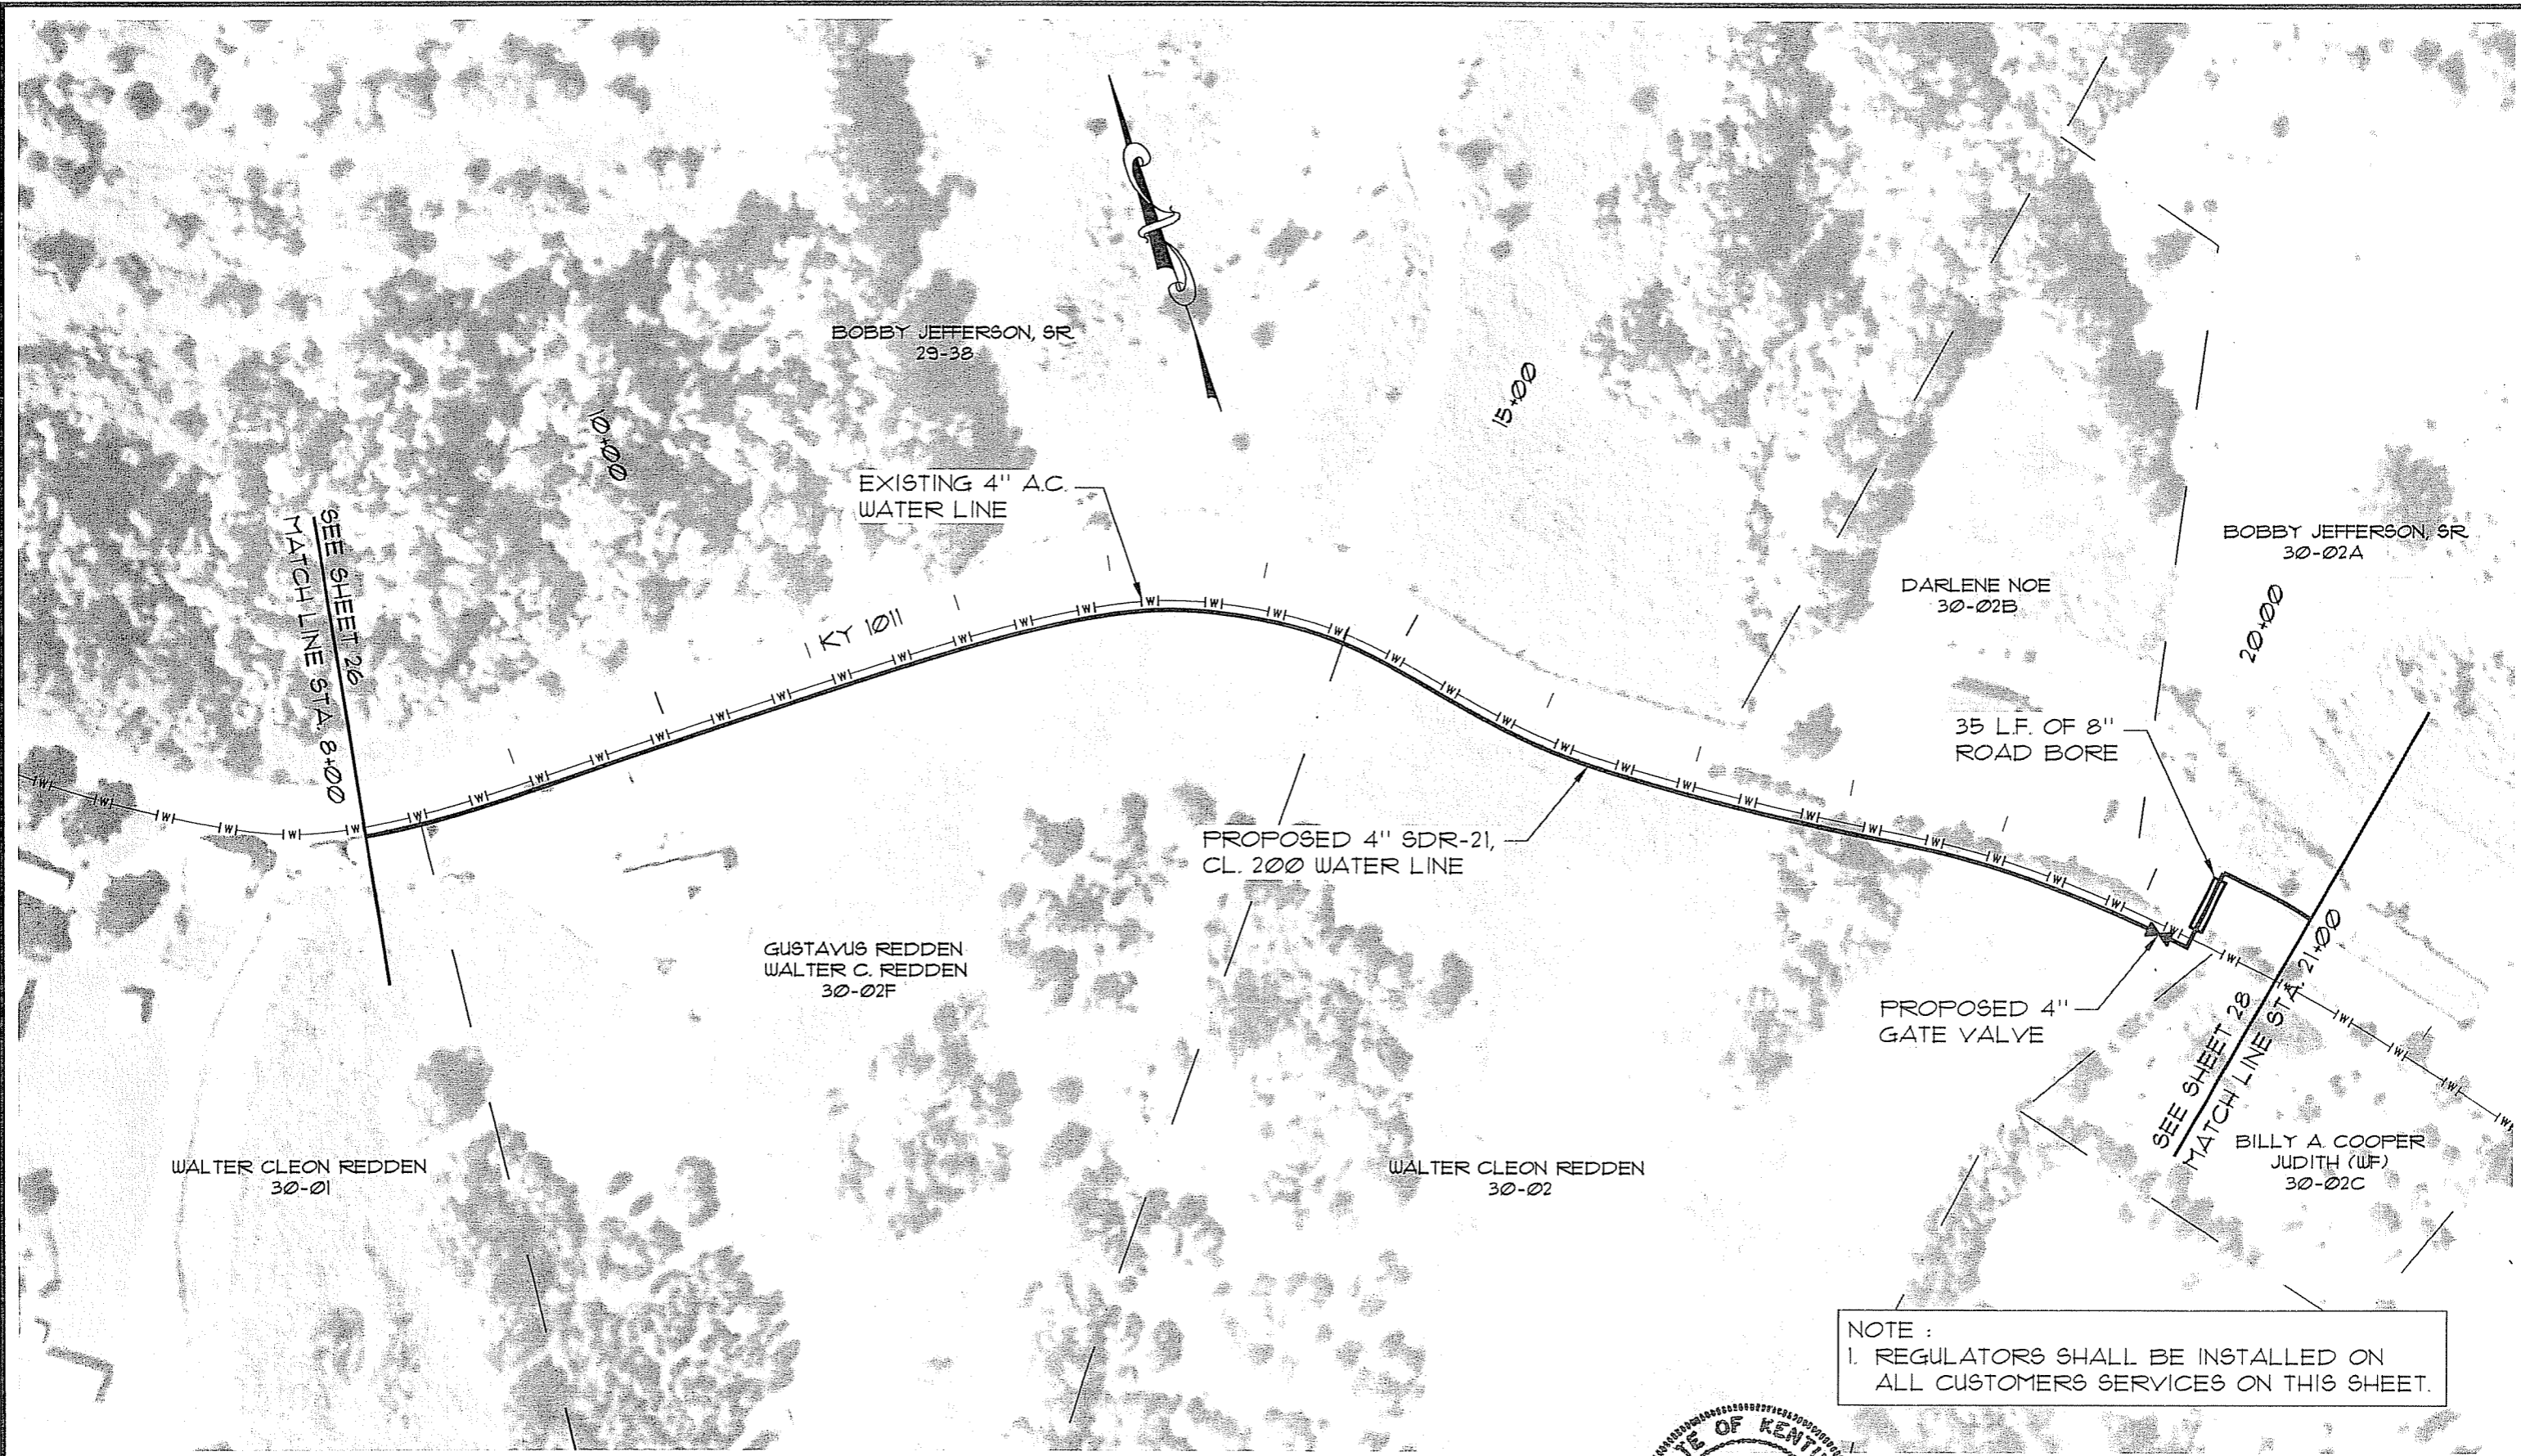 BOBBY JEFFERSON, SR.
29-38
10+00
15+00
EXISTING 4" A.C.
WATER LINE
SEE SHEET 26
MATCH LINE STA. 8+00
KY 1011
BOBBY JEFFERSON, SR.
30-02A
DARLENE NOE
30-02B
20+00
35 L.F. OF 8"
ROAD BORE
PROPOSED 4" SDR-21,
CL. 200 WATER LINE
GUSTAVUS REDDEN
WALTER C. REDDEN
30-02F
PROPOSED 4"
GATE VALVE
SEE SHEET 28
MATCH LINE STA. 21+00
WALTER CLEON REDDEN
30-01
WALTER CLEON REDDEN
30-02
BILLY A. COOPER
JUDITH (WF)
30-02C
NOTE :
1. REGULATORS SHALL BE INSTALLED ON
ALL CUSTOMERS SERVICES ON THIS SHEET.
OF